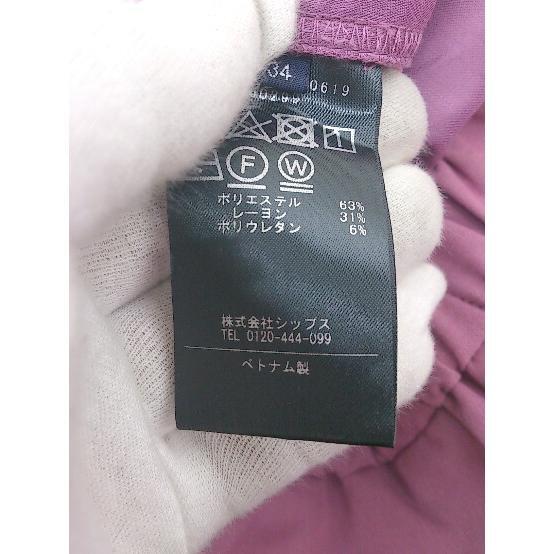 34
0619
F W
ポリエステル 63%
レーヨン 31%
ポリウレタン 6%
株式会社シップス
TEL 0120-444-099
ベトナム製